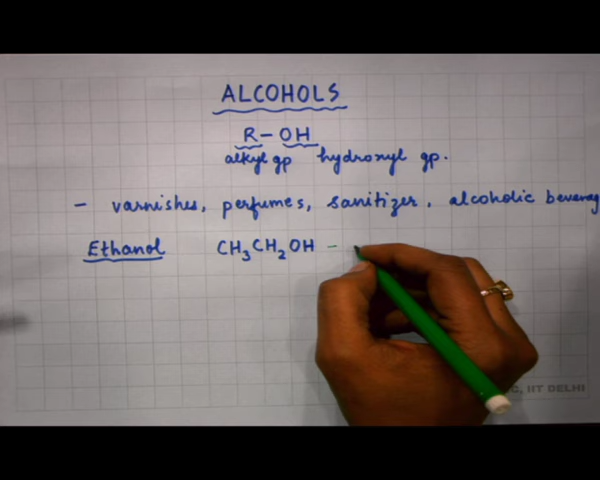 ALCOHOLS
R - OH
alkyl gp hydroxyl gp.
- varnishes, perfumes, sanitizer, alcoholic beverag
Ethanol CH₃CH₂OH -
C, IIT DELHI